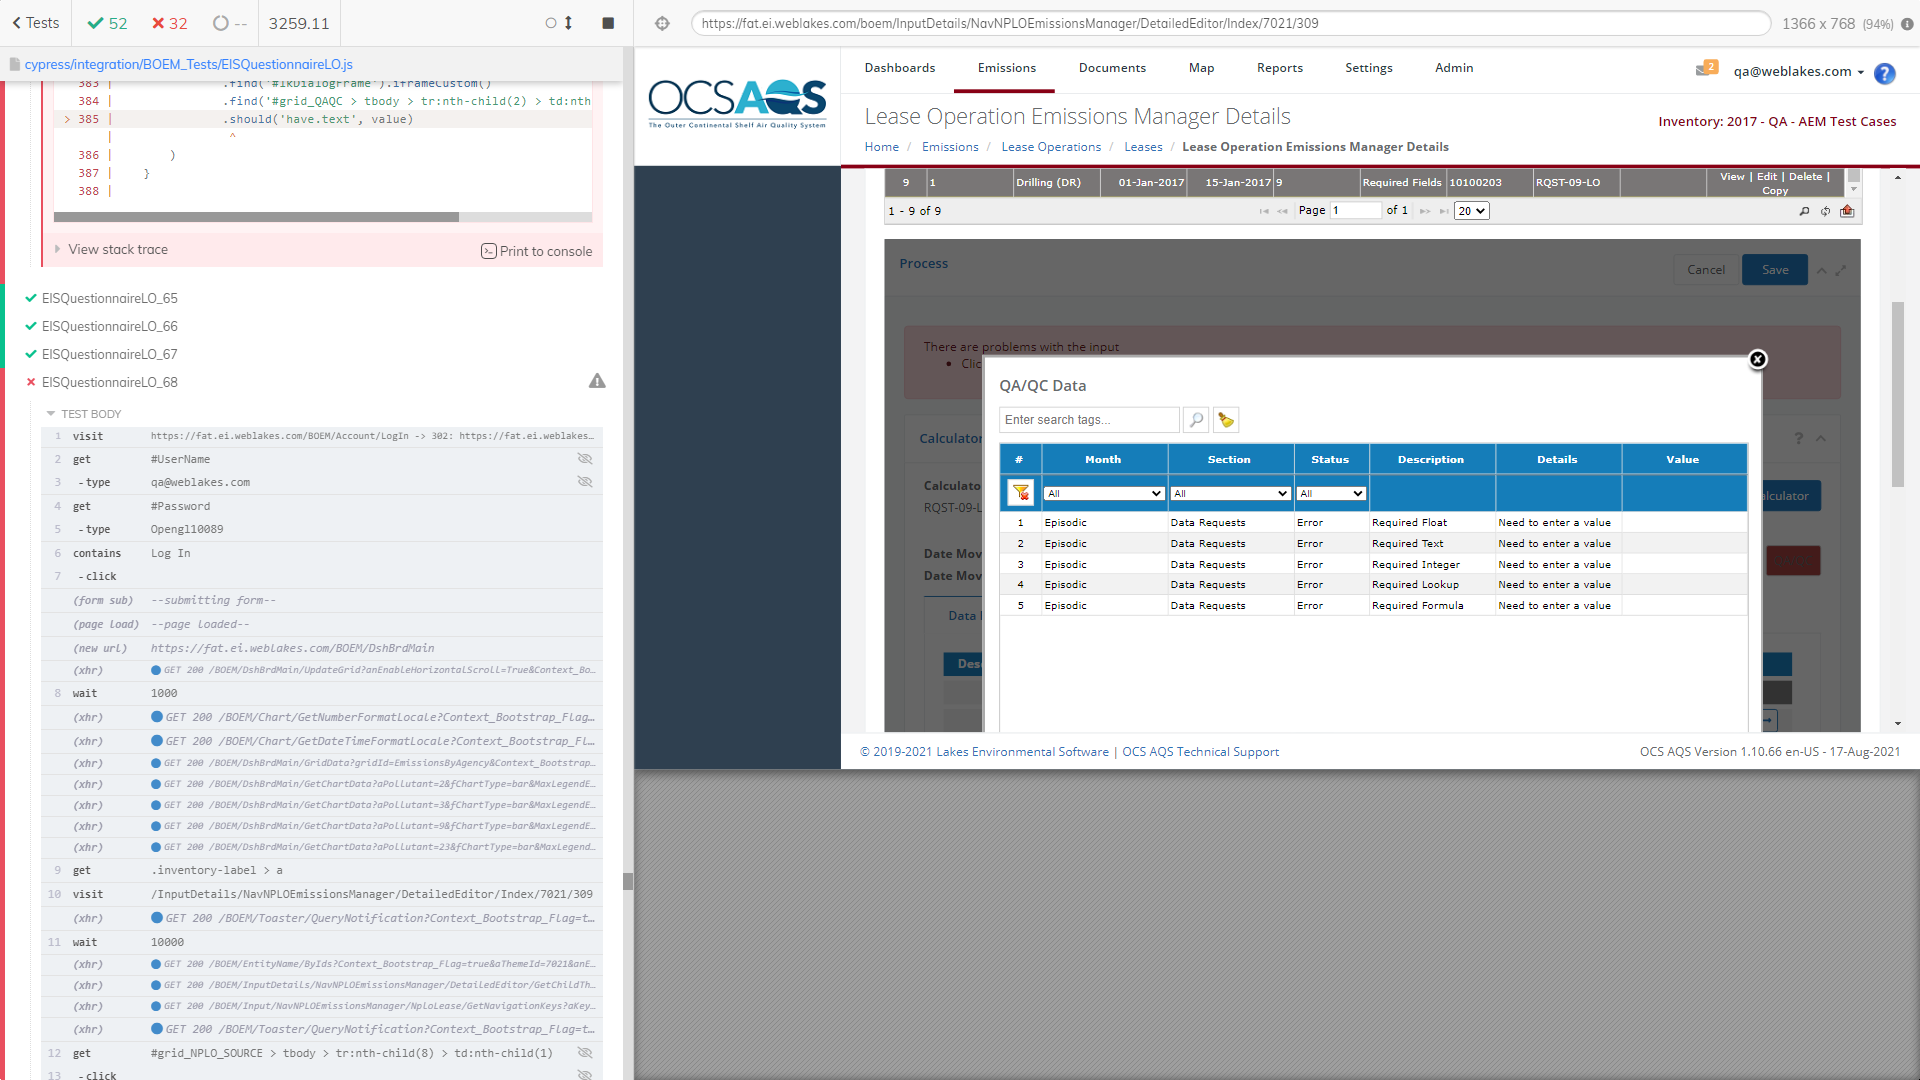 Tests
52
32
--
3259.11
cypress/integration/BOEM_Tests/EISQuestionnaireLO.js
383 | .find('#lkDialogFrame').iframeCustom()
384 | .find('#grid_QAQC > tbody > tr:nth-child(2) > td:nth
> 385 | .should('have.text', value)
| ^
386 | )
387 | }
388 |
View stack trace
Print to console
EISQuestionnaireLO_65
EISQuestionnaireLO_66
EISQuestionnaireLO_67
EISQuestionnaireLO_68
TEST BODY
1 visit https://fat.ei.weblakes.com/BOEM/Account/LogIn -> 302: https://fat.ei.weblakes…
2 get #UserName
3 -type qa@weblakes.com
4 get #Password
5 -type Opengl10089
6 contains Log In
7 -click
(form sub) --submitting form--
(page load) --page loaded--
(new url) https://fat.ei.weblakes.com/BOEM/DshBrdMain
(xhr) GET 200 /BOEM/DshBrdMain/UpdateGrid?anEnableHorizontalScroll=True&Context_Bo…
8 wait 1000
(xhr) GET 200 /BOEM/Chart/GetNumberFormatLocale?Context_Bootstrap_Flag…
(xhr) GET 200 /BOEM/Chart/GetDateTimeFormatLocale?Context_Bootstrap_Fl…
(xhr) GET 200 /BOEM/DshBrdMain/GridData?gridId=EmissionsByAgency&Context_Bootstrap…
(xhr) GET 200 /BOEM/DshBrdMain/GetChartData?aPollutant=2&fChartType=bar&MaxLegendE…
(xhr) GET 200 /BOEM/DshBrdMain/GetChartData?aPollutant=3&fChartType=bar&MaxLegendE…
(xhr) GET 200 /BOEM/DshBrdMain/GetChartData?aPollutant=9&fChartType=bar&MaxLegendE…
(xhr) GET 200 /BOEM/DshBrdMain/GetChartData?aPollutant=23&fChartType=bar&MaxLegend…
9 get .inventory-label > a
10 visit /InputDetails/NavNPLOEmissionsManager/DetailedEditor/Index/7021/309
(xhr) GET 200 /BOEM/Toaster/QueryNotification?Context_Bootstrap_Flag=t…
11 wait 10000
(xhr) GET 200 /BOEM/EntityName/ByIds?Context_Bootstrap_Flag=true&aThemeId=7021&anE…
(xhr) GET 200 /BOEM/InputDetails/NavNPLOEmissionsManager/DetailedEditor/GetChildTh…
(xhr) GET 200 /BOEM/Input/NavNPLOEmissionsManager/NploLease/GetNavigationKeys?aKey…
(xhr) GET 200 /BOEM/Toaster/QueryNotification?Context_Bootstrap_Flag=t…
12 get #grid_NPLO_SOURCE > tbody > tr:nth-child(8) > td:nth-child(1)
13 -click
https://fat.ei.weblakes.com/boem/InputDetails/NavNPLOEmissionsManager/DetailedEditor/Index/7021/309
1366 x 768 (94%)
OCSAQS
The Outer Continental Shelf Air Quality System
Dashboards Emissions Documents Map Reports Settings Admin
2 qa@weblakes.com ?
Lease Operation Emissions Manager Details
Inventory: 2017 - QA - AEM Test Cases
Home / Emissions / Lease Operations / Leases / Lease Operation Emissions Manager Details
9 1 Drilling (DR) 01-Jan-2017 15-Jan-2017 9 Required Fields 10100203 RQST-09-LO View | Edit | Delete | Copy
1 - 9 of 9 Page 1 of 1 20
Process Cancel Save
There are problems with the input
Clic
QA/QC Data
Enter search tags...
# Month Section Status Description Details Value
All All All
1 Episodic Data Requests Error Required Float Need to enter a value
2 Episodic Data Requests Error Required Text Need to enter a value
3 Episodic Data Requests Error Required Integer Need to enter a value
4 Episodic Data Requests Error Required Lookup Need to enter a value
5 Episodic Data Requests Error Required Formula Need to enter a value
Calculator
?
Calculato
RQST-09-L
alculator
Date Mov
Date Mov
Data
Des
© 2019-2021 Lakes Environmental Software | OCS AQS Technical Support
OCS AQS Version 1.10.66 en-US - 17-Aug-2021